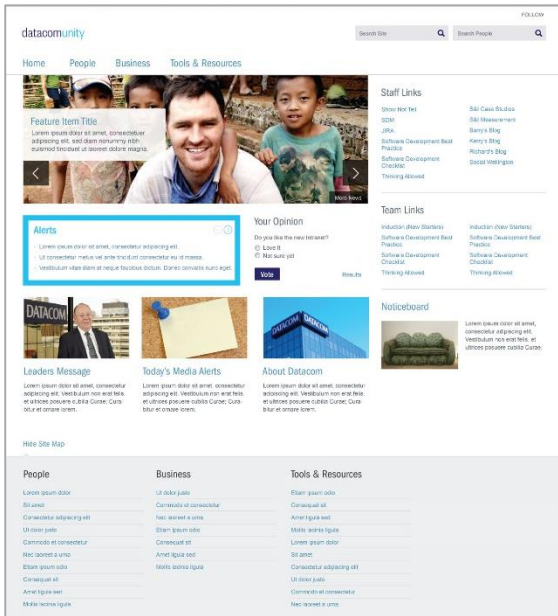 FOLLOW
datacomunity
Search Site
Search People
Home People Business Tools & Resources
Feature Item Title
Lorem ipsum dolor sit amet, consectetuer
adipiscing elit, sed diam nonummy nibh
euismod tincidunt ut laoreet dolore magna.
More News
Staff Links
Show Not Tell
SDM
JIRA
Software Development Best
Practice
Software Development
Checklist
Thinking Allowed
S&I Case Studies
S&I Measurement
Barry's Blog
Kerry's Blog
Richard's Blog
Social Wellington
Alerts
Lorem ipsum dolor sit amet, consectetur adipiscing elit.
Ut consectetur metus vel ante tincidunt consectetur eu id massa.
Vestibulum vitae diam at neque faucibus dictum. Donec convallis nunc eget
Your Opinion
Do you like the new Intranet?
Love it
Not sure yet
Vote
Results
Team Links
Induction (New Starters)
Software Development Best
Practice
Software Development
Checklist
Thinking Allowed
Induction (New Starters)
Software Development Best
Practice
Software Development
Checklist
Thinking Allowed
DATACOM
DATACOM
DATACOM
Leaders Message
Lorem ipsum dolor sit amet, consectetur
adipiscing elit. Vestibulum non erat felis
et ultrices posuere cubilia Curae; Cura-
bitur et ornare lorem.
Today's Media Alerts
Lorem ipsum dolor sit amet, consectetur
adipiscing elit. Vestibulum non erat felis
et ultrices posuere cubilia Curae; Cura-
bitur et ornare lorem.
About Datacom
Lorem ipsum dolor sit amet, consectetur
adipiscing elit. Vestibulum non erat felis
et ultrices posuere cubilia Curae; Cura-
bitur et ornare lorem.
Noticeboard
Lorem ipsum dolor sit
amet, consectetur
adipiscing elit. Ves-
tibulum non erat felis, et
ultrices posuere cubilia
Curae;
Hide Site Map
People
Lorem ipsum dolor
Sit amet
Consectetur adipiscing elit
Ut dolor justo
Commodo et consectetur
Nec laoreet a urna
Etiam ipsum odio
Consequat sit
Amet ligula sed
Mollis lacinia ligula
Business
Ut dolor justo
Commodo et consectetur
Nec laoreet a urna
Etiam ipsum odio
Consequat sit
Amet ligula sed
Mollis lacinia ligula
Tools & Resources
Etiam ipsum odio
Consequat sit
Amet ligula sed
Mollis lacinia ligula
Lorem ipsum dolor
Sit amet
Consectetur adipiscing elit
Ut dolor justo
Commodo et consectetur
Nec laoreet a urna